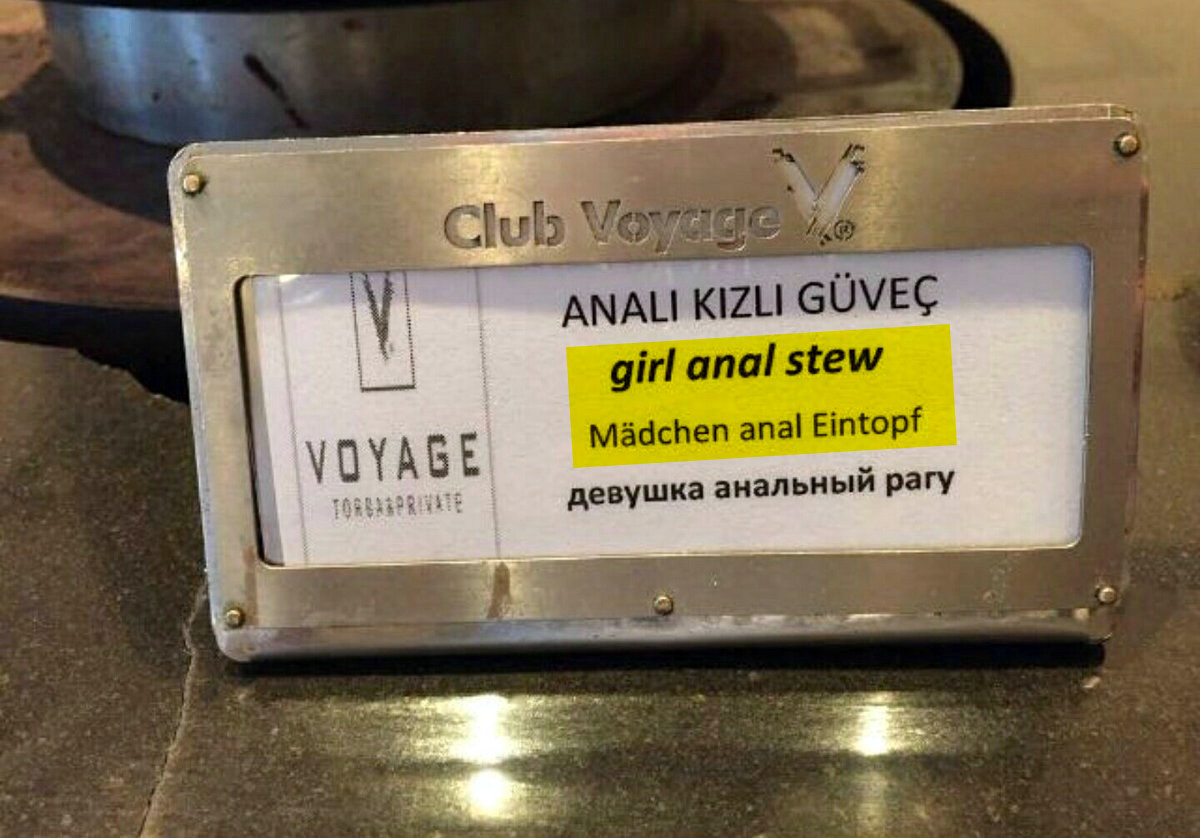 Club Voyage ®
V
VOYAGE
TORBA&PRIVATE
ANALI KIZLI GÜVEÇ
girl anal stew
Mädchen anal Eintopf
девушка анальный рагу